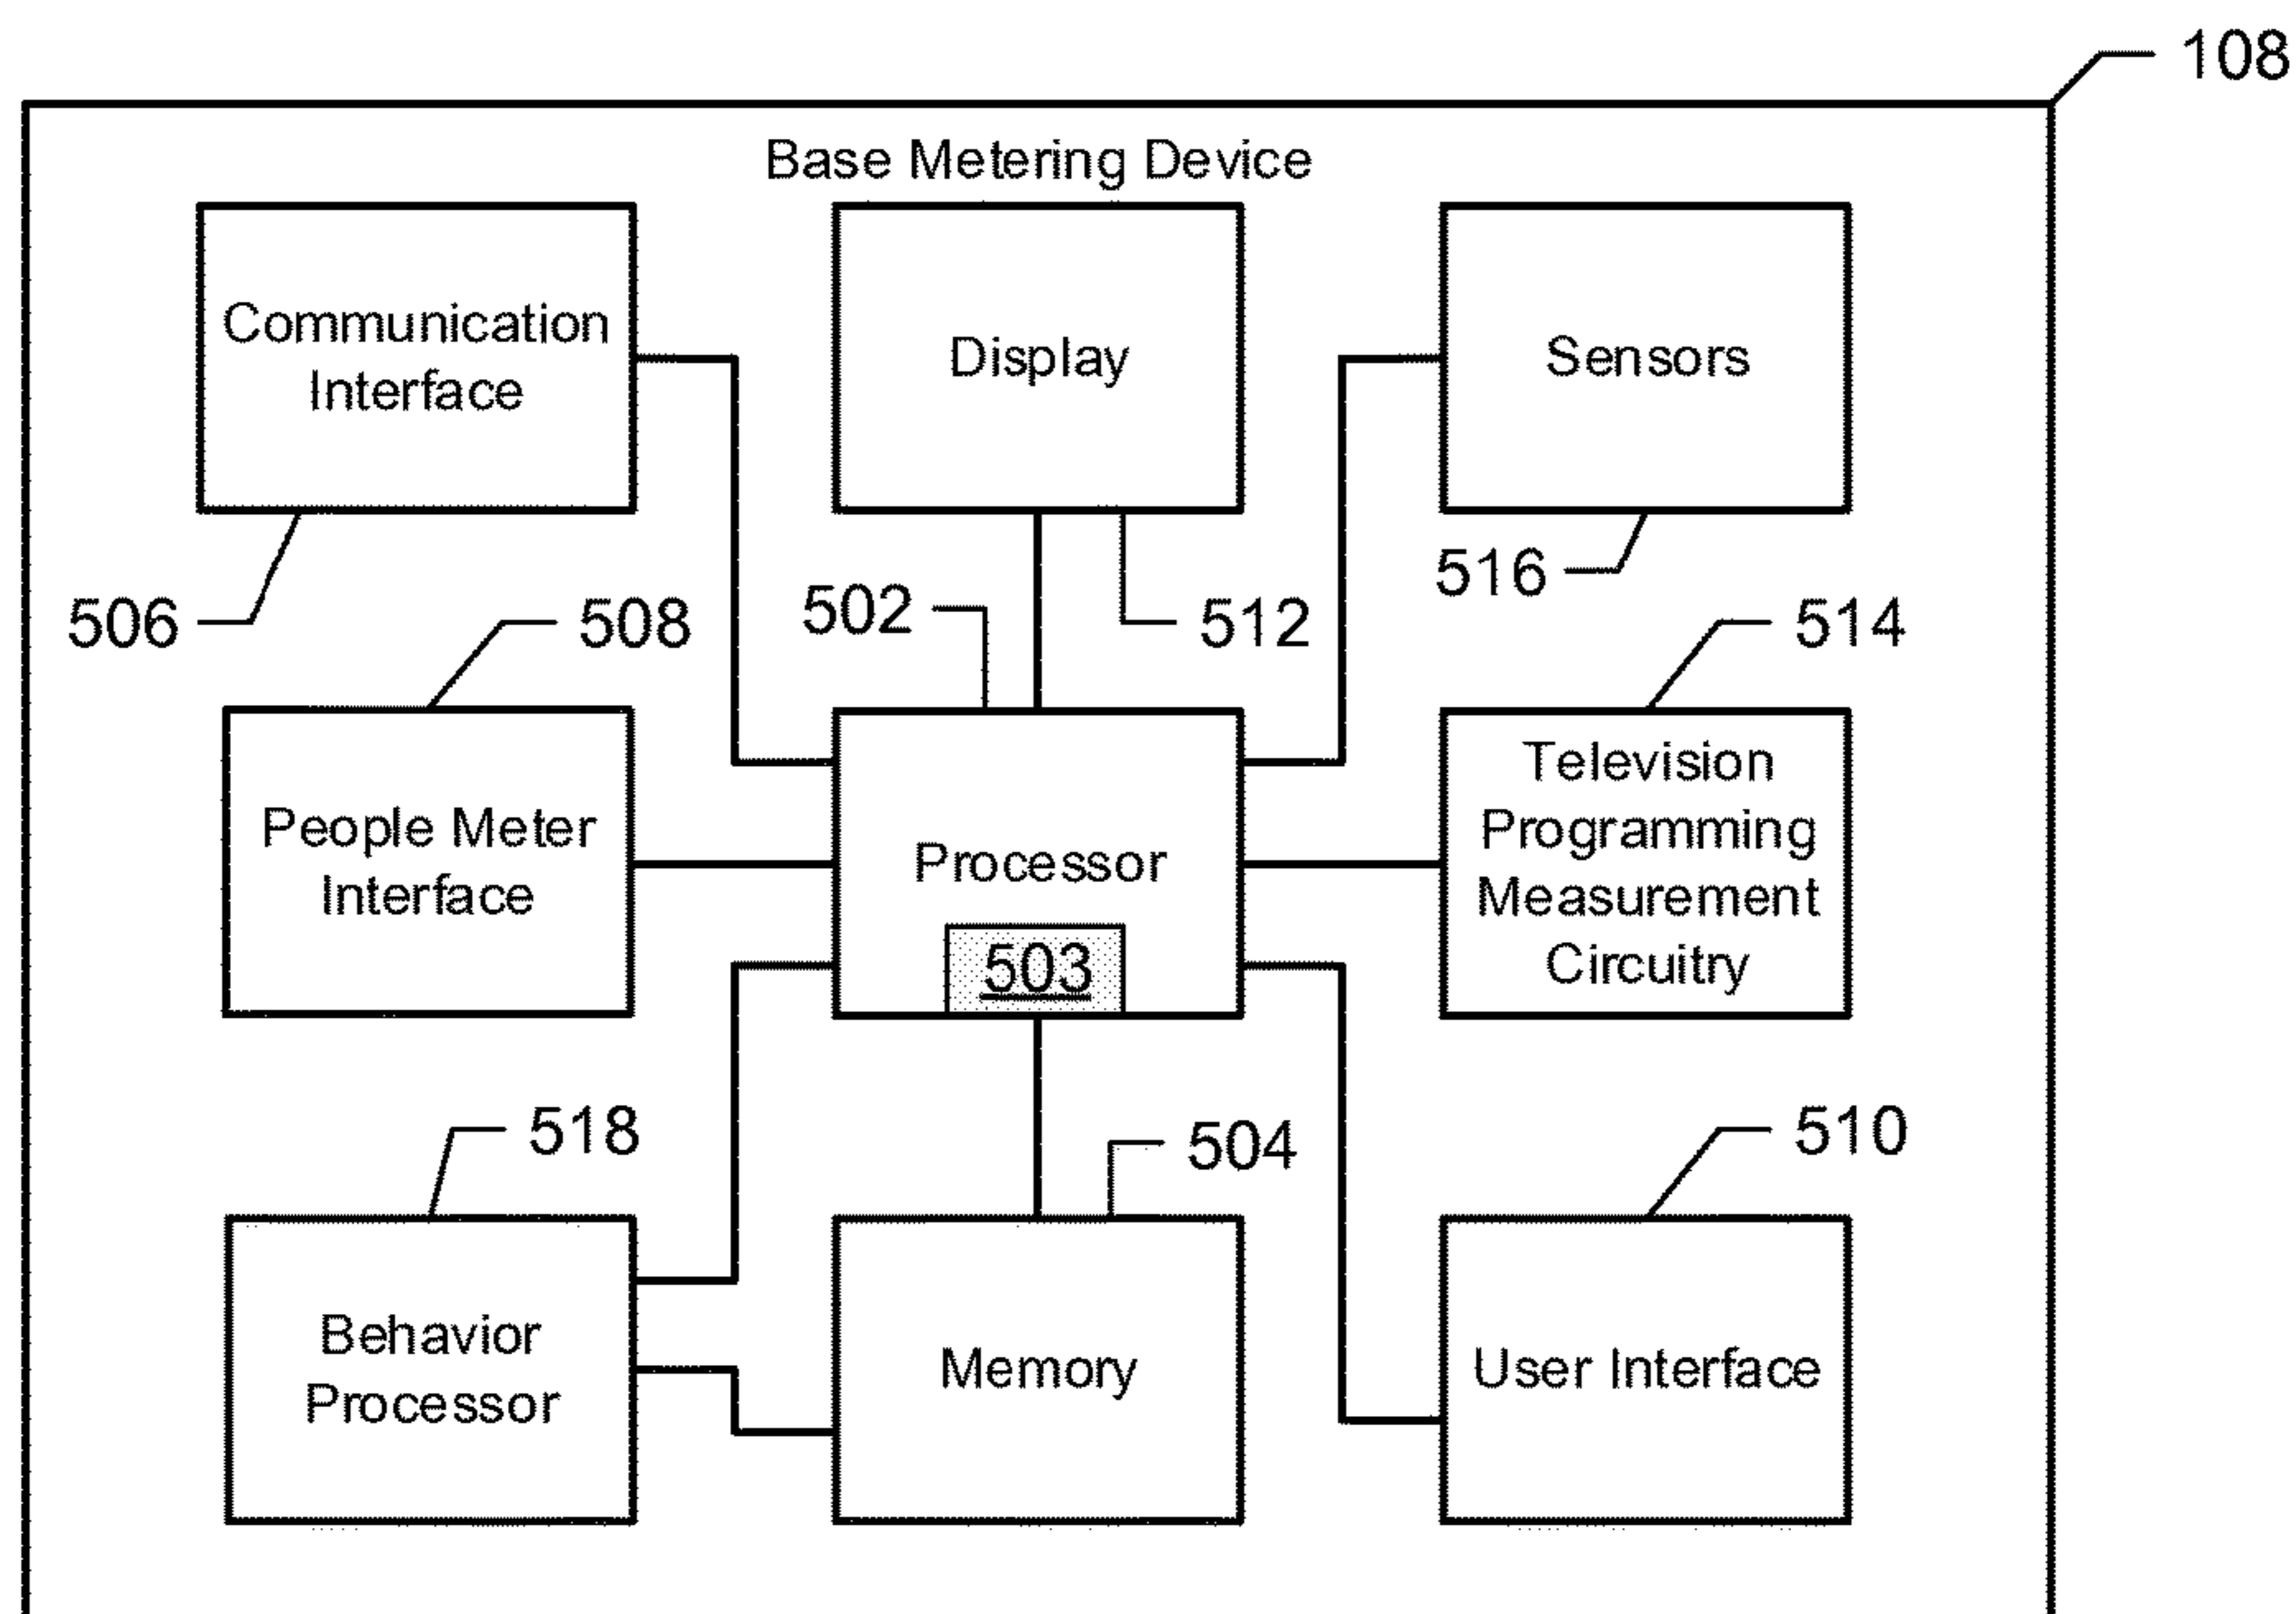 108
Base Metering Device
Communication
Interface
Display
Sensors
506
508
502
512
516
514
People Meter
Interface
Processor
503
Television
Programming
Measurement
Circuitry
518
504
510
Behavior
Processor
Memory
User Interface